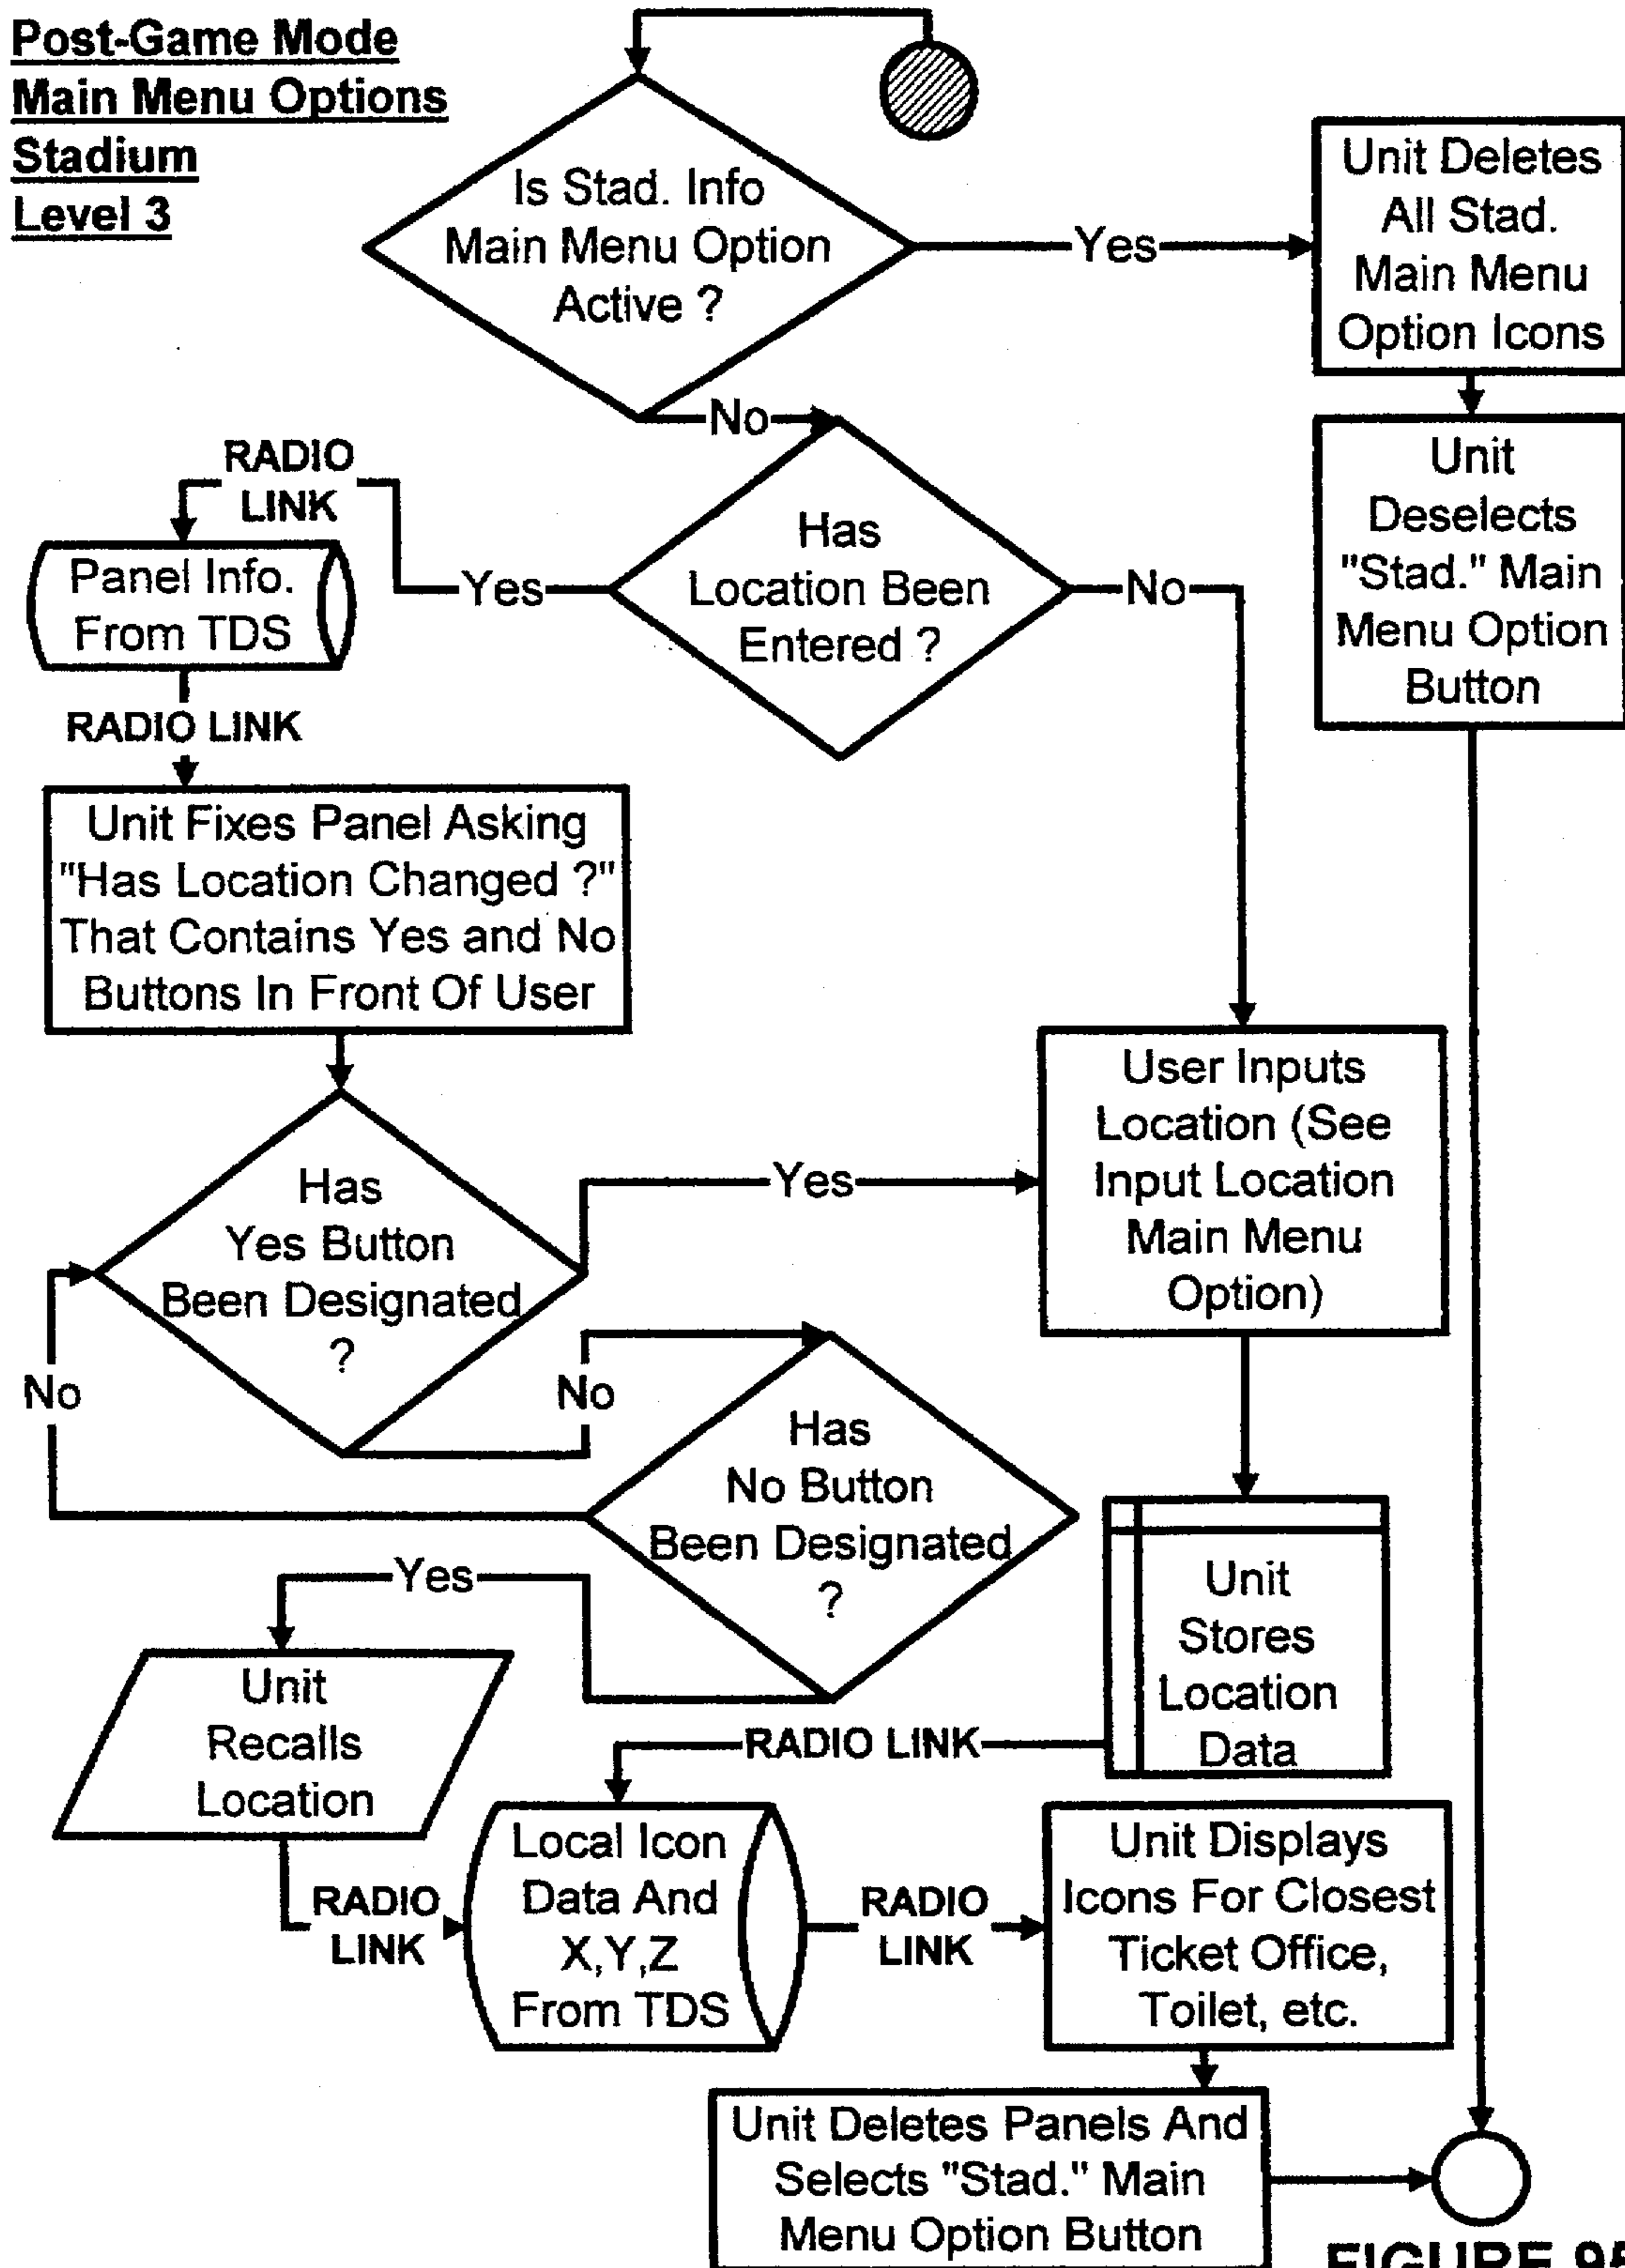 Post-Game Mode
Main Menu Options
Stadium
Level 3
Is Stad. Info
Main Menu Option
Active ?
Yes
Unit Deletes
All Stad.
Main Menu
Option Icons
No
Unit
Deselects
"Stad." Main
Menu Option
Button
RADIO
LINK
Has
Location Been
Entered ?
Yes
No
Panel Info.
From TDS
RADIO LINK
Unit Fixes Panel Asking
"Has Location Changed ?"
That Contains Yes and No
Buttons In Front Of User
User Inputs
Location (See
Input Location
Main Menu
Option)
Has
Yes Button
Been Designated
?
Yes
No
No
Has
No Button
Been Designated
?
Yes
Unit
Stores
Location
Data
Unit
Recalls
Location
RADIO LINK
RADIO
LINK
Local Icon
Data And
X,Y,Z
From TDS
RADIO
LINK
Unit Displays
Icons For Closest
Ticket Office,
Toilet, etc.
Unit Deletes Panels And
Selects "Stad." Main
Menu Option Button
FIGURE 95